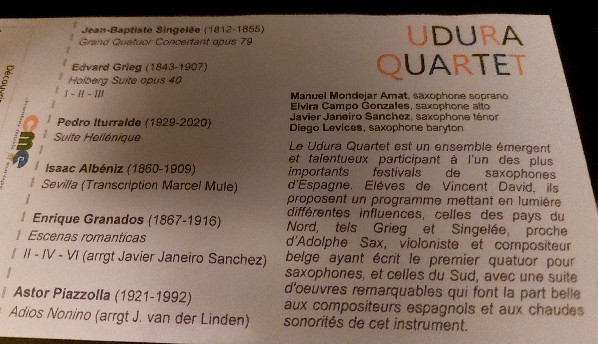 Découvrir
cmc
Jean-Baptiste Singelée (1812-1855)
Grand Quatuor Concertant opus 79
Edvard Grieg (1843-1907)
Holberg Suite opus 40
I - II - III
Pedro Iturralde (1929-2020)
Suite Hellénique
Isaac Albéniz (1860-1909)
Sevilla (Transcription Marcel Mule)
Enrique Granados (1867-1916)
Escenas romanticas
II - IV - VI (arrgt Javier Janeiro Sanchez)
Astor Piazzolla (1921-1992)
Adios Nonino (arrgt J. van der Linden)
UDURA
QUARTET
Manuel Mondejar Amat, saxophone soprano
Elvira Campo Gonzales, saxophone alto
Javier Janeiro Sanchez, saxophone ténor
Diego Levices, saxophone baryton
Le Udura Quartet est un ensemble émergent
et talentueux participant à l'un des plus
importants festivals de saxophones
d'Espagne. Elèves de Vincent David, ils
proposent un programme mettant en lumière
différentes influences, celles des pays du
Nord, tels Grieg et Singelée, proche
d'Adolphe Sax, violoniste et compositeur
belge ayant écrit le premier quatuor pour
saxophones, et celles du Sud, avec une suite
d'oeuvres remarquables qui font la part belle
aux compositeurs espagnols et aux chaudes
sonorités de cet instrument.